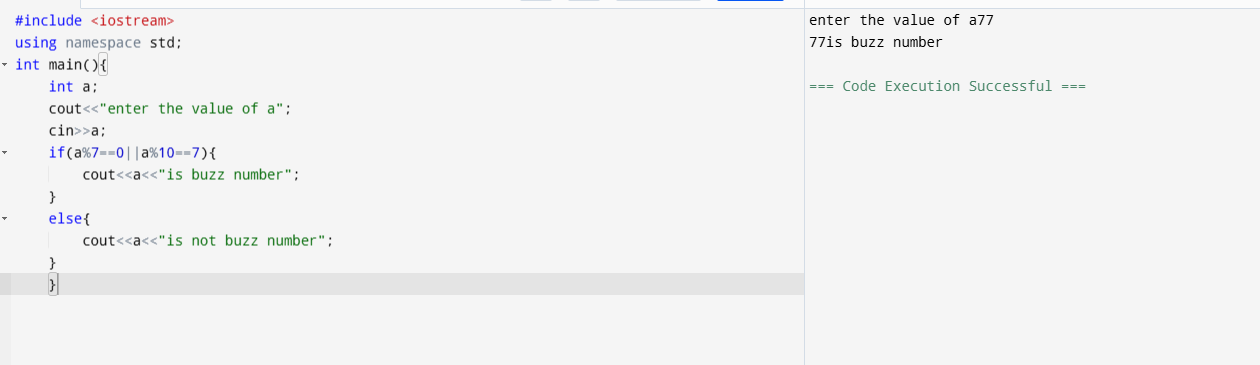 #include <iostream>
using namespace std;
int main(){
    int a;
    cout<<"enter the value of a";
    cin>>a;
    if(a%7==0||a%10==7){
        cout<<a<<"is buzz number";
    }
    else{
        cout<<a<<"is not buzz number";
    }
    }
enter the value of a77
77is buzz number
=== Code Execution Successful ===